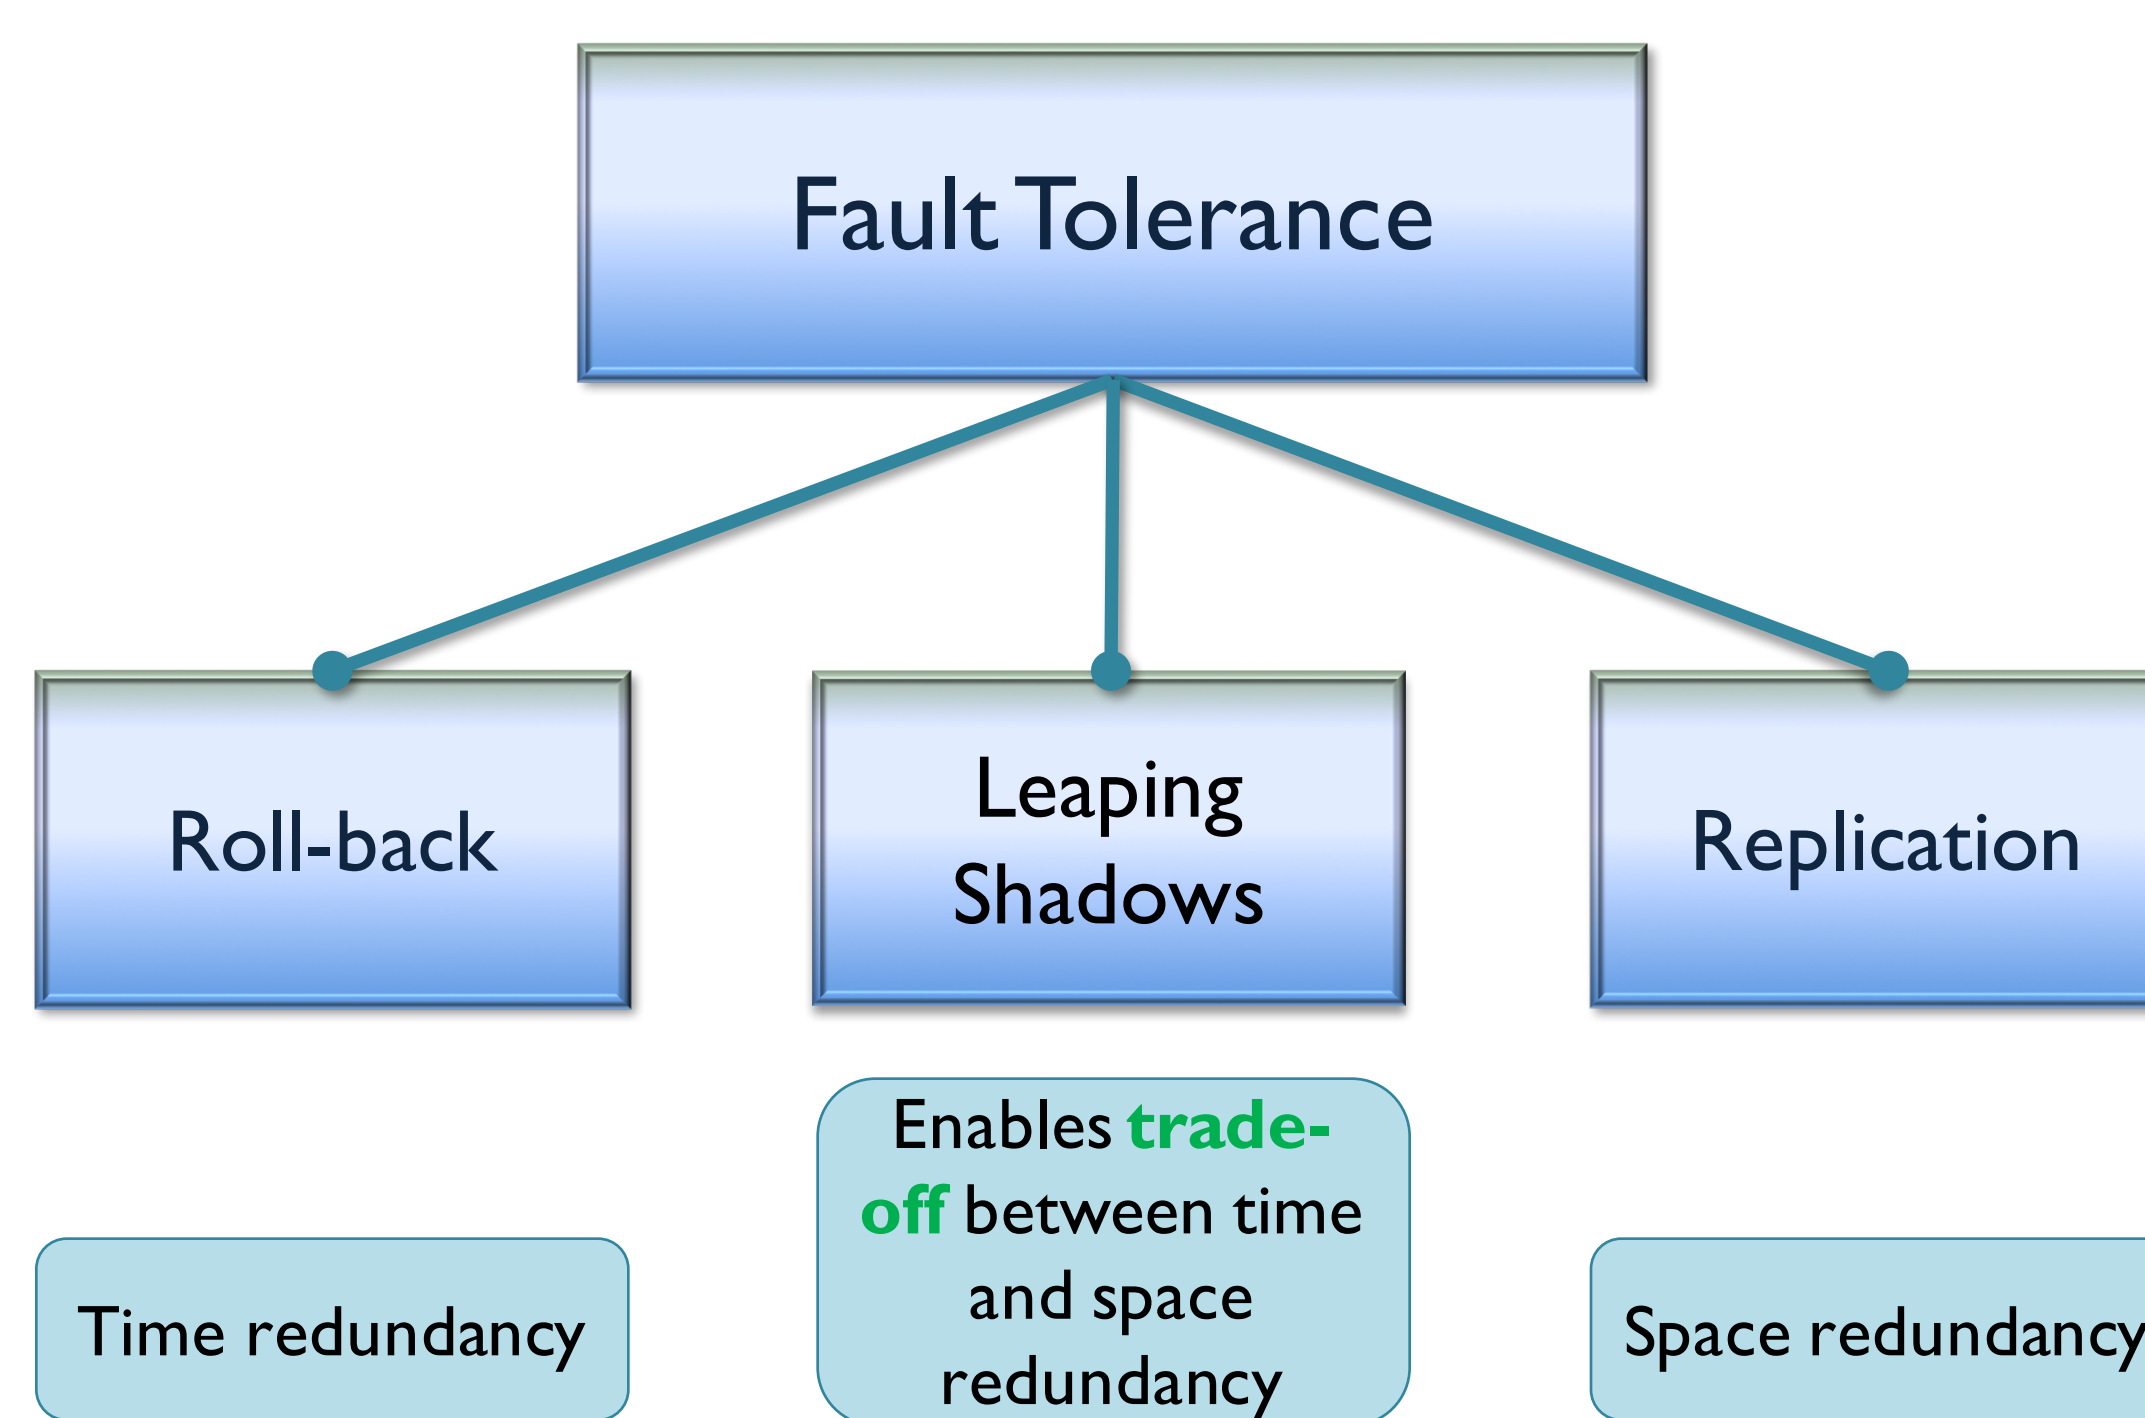 Fault Tolerance
Roll-back
Leaping
Shadows
Replication
Enables trade-
off between time
and space
redundancy
Time redundancy
Space redundancy